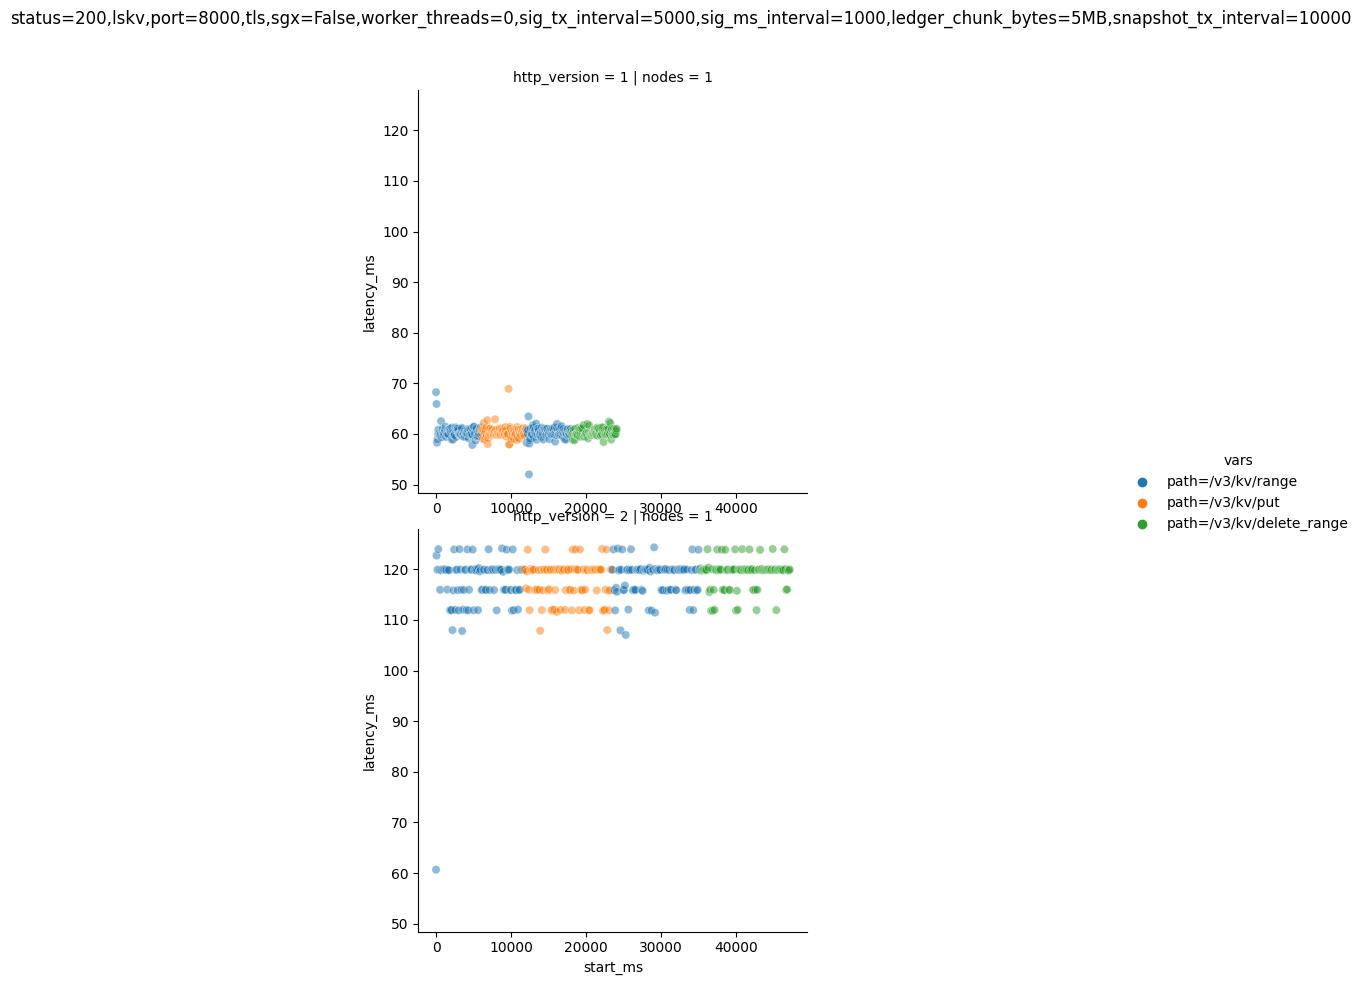 status=200,lskv,port=8000,tls,sgx=False,worker_threads=0,sig_tx_interval=5000,sig_ms_interval=1000,ledger_chunk_bytes=5MB,snapshot_tx_interval=10000
http_version = 1 | nodes = 1
120
110
100
90
80
70
60
50
latency_ms
0 10000 20000 30000 40000
http_version = 2 | nodes = 1
120
110
100
90
80
70
60
50
latency_ms
0 10000 20000 30000 40000
start_ms
vars
path=/v3/kv/range
path=/v3/kv/put
path=/v3/kv/delete_range